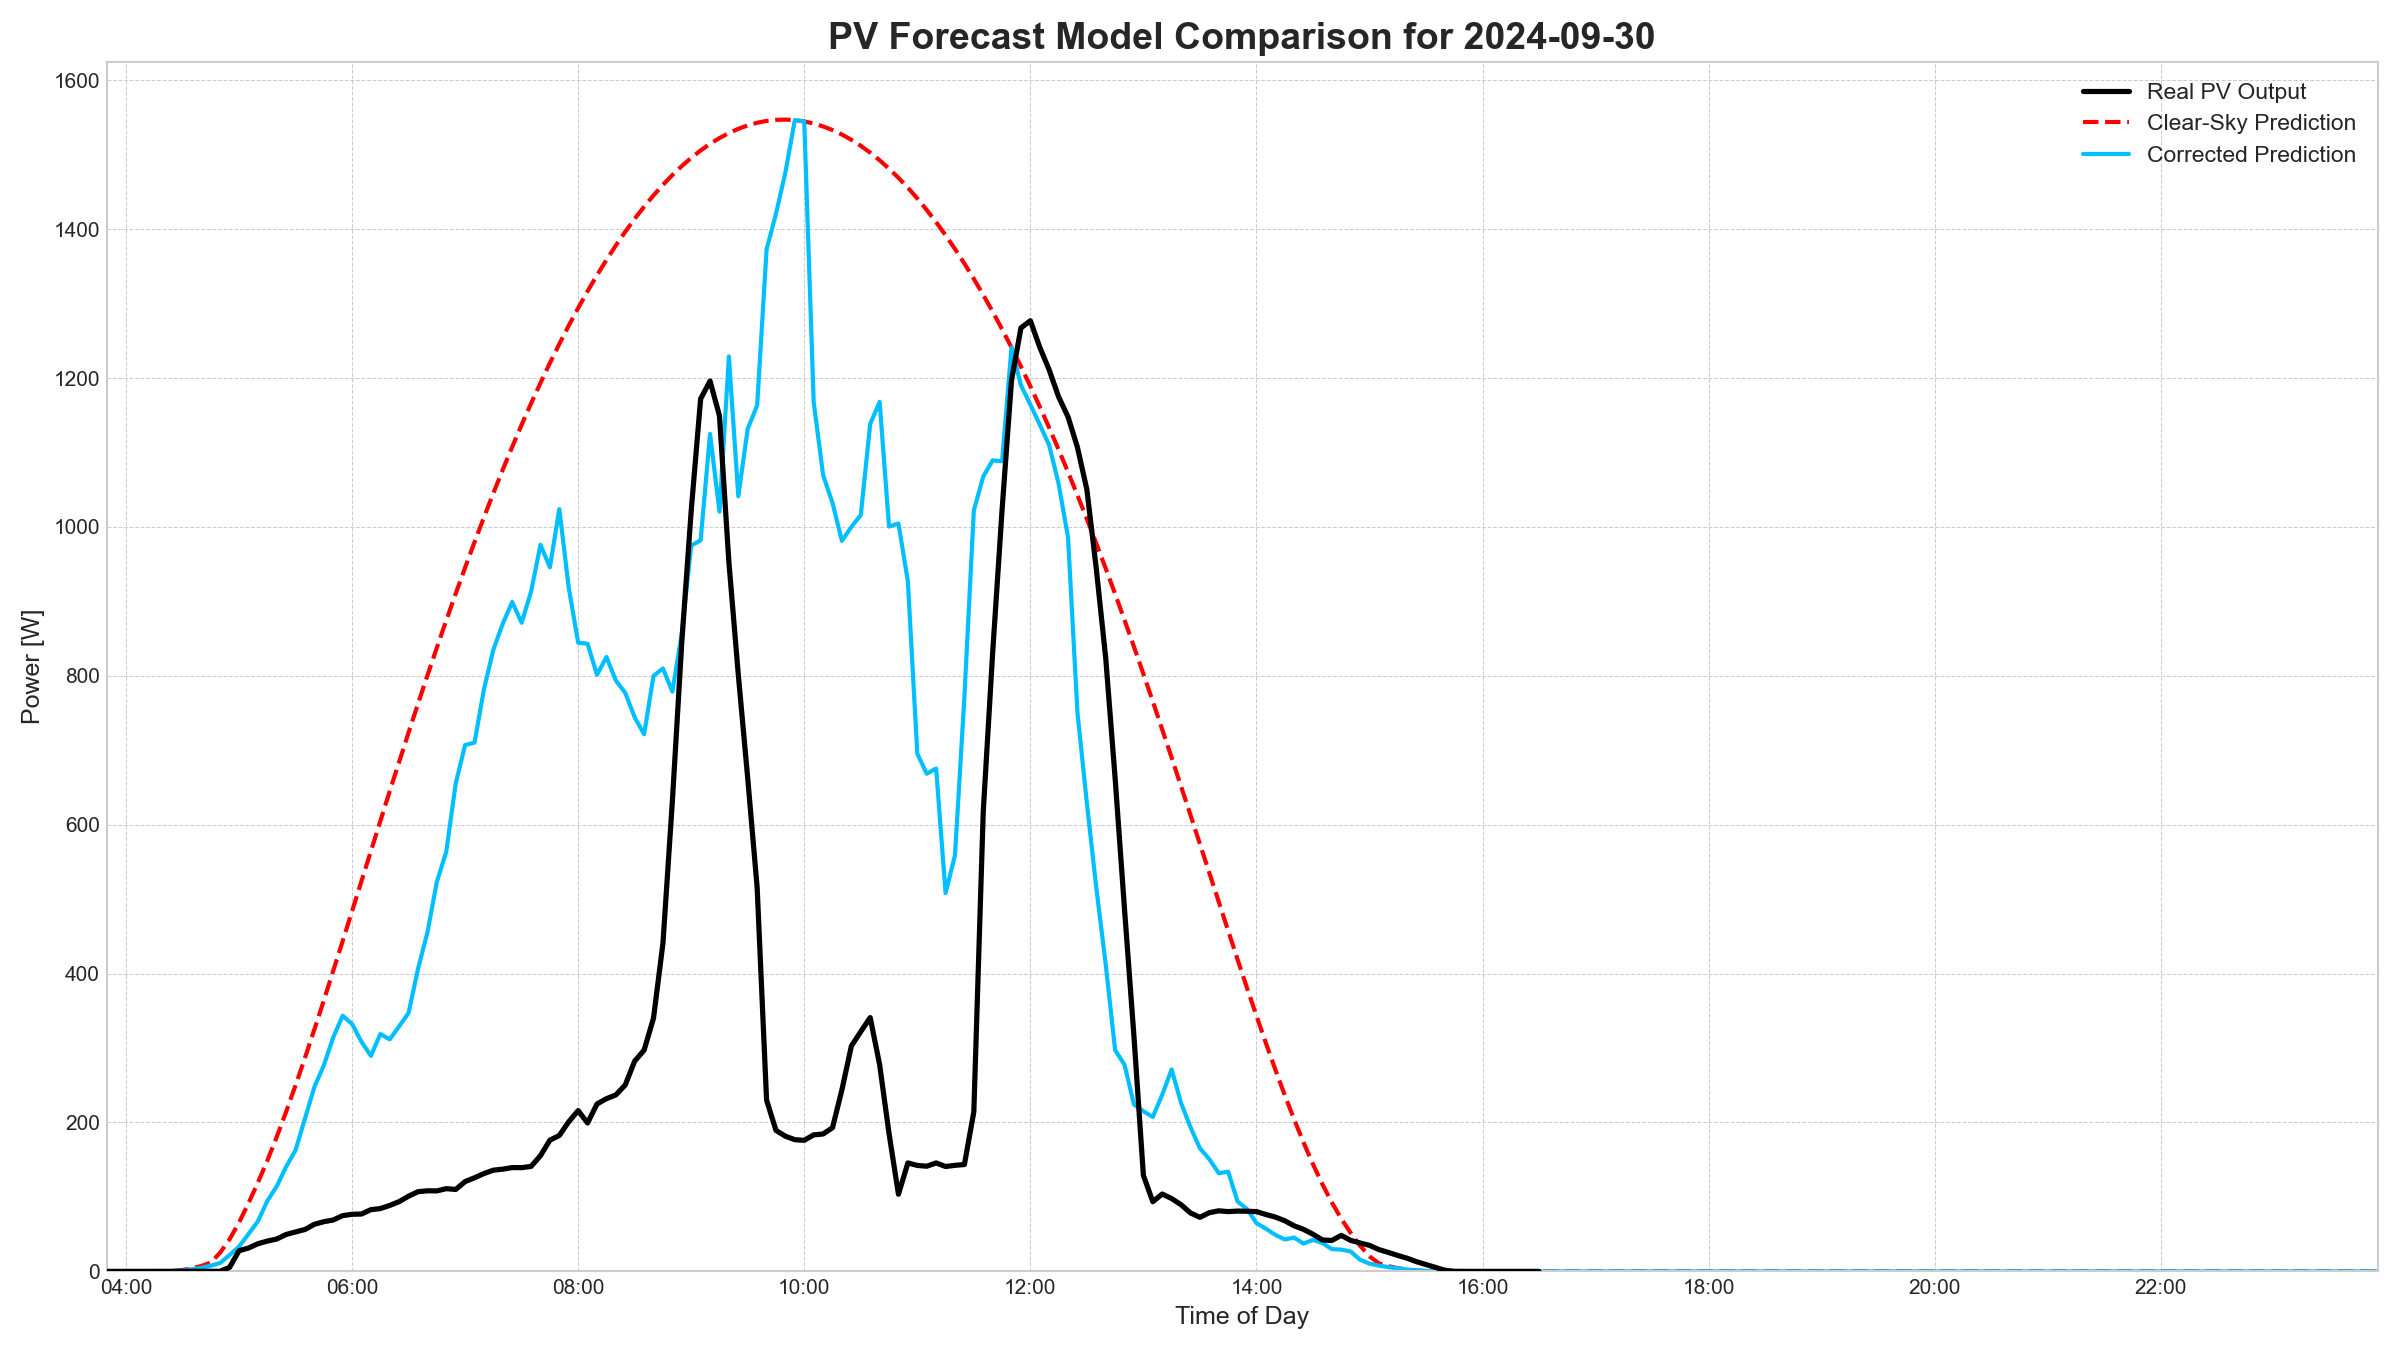 PV Forecast Model Comparison for 2024-09-30
Real PV Output
Clear-Sky Prediction
Corrected Prediction
Power [W]
1600
1400
1200
1000
800
600
400
200
0
04:00 06:00 08:00 10:00 12:00 14:00 16:00 18:00 20:00 22:00
Time of Day